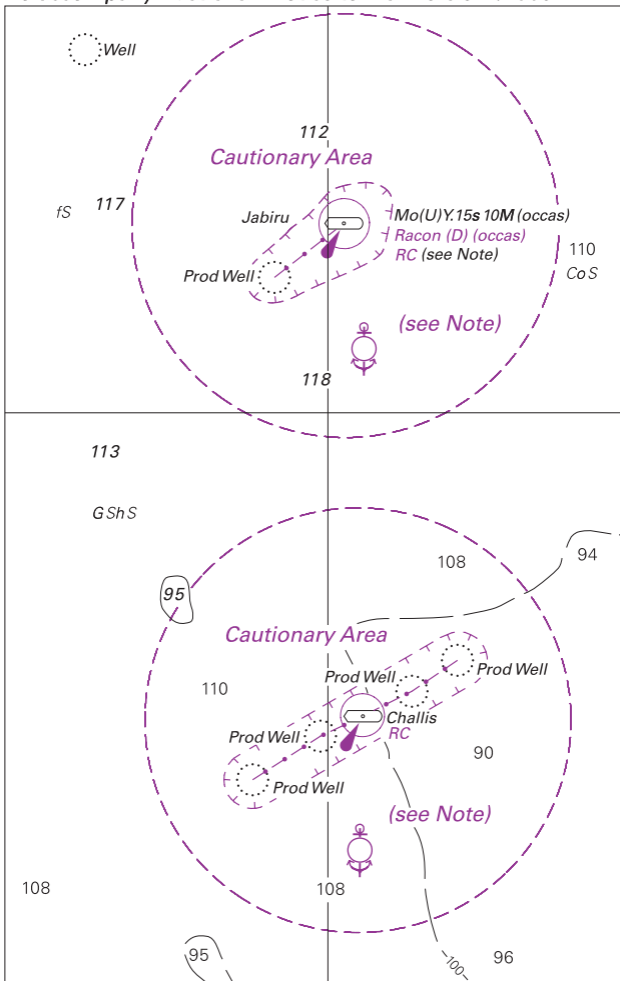 Well
112
Cautionary Area
fS
117
Jabiru
Mo(U)Y.15s 10M (occas)
Racon (D) (occas)
RC (see Note)
110
Co S
Prod Well
(see Note)
118
113
G Sh S
108
94
95
Cautionary Area
Prod Well
Prod Well
110
Challis
RC
Prod Well
90
Prod Well
(see Note)
108
108
95
96
100